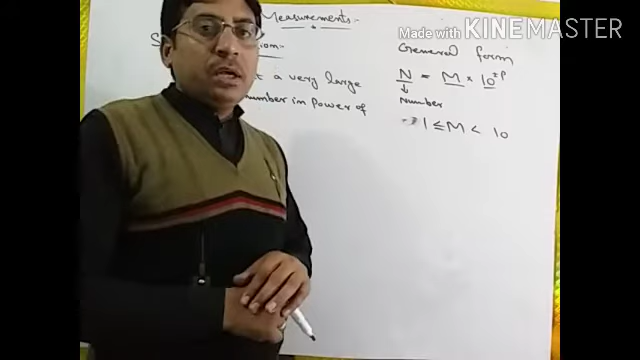 Made with KINEMASTER
Measurements:-
General form
a very large
number in power of
N = M × 10^±P
↓
Number
1 ≤ M < 10